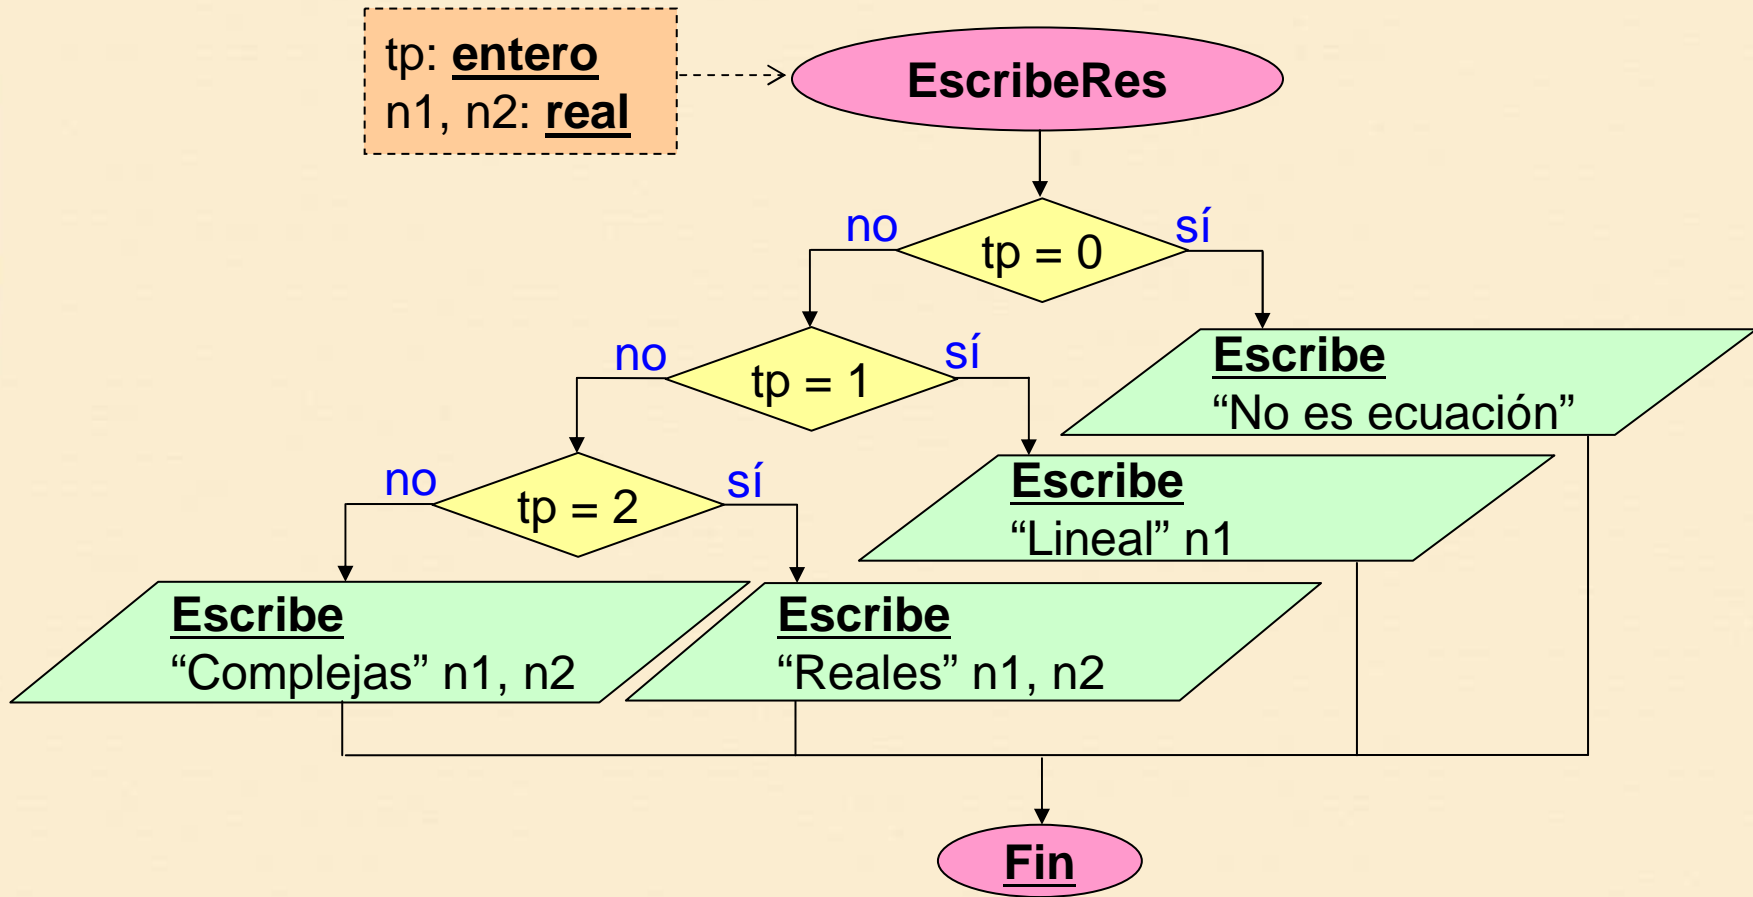 tp: entero
n1, n2: real
EscribeRes
no
sí
tp = 0
no
sí
tp = 1
Escribe
“No es ecuación”
no
sí
tp = 2
Escribe
“Lineal” n1
Escribe
“Complejas” n1, n2
Escribe
“Reales” n1, n2
Fin